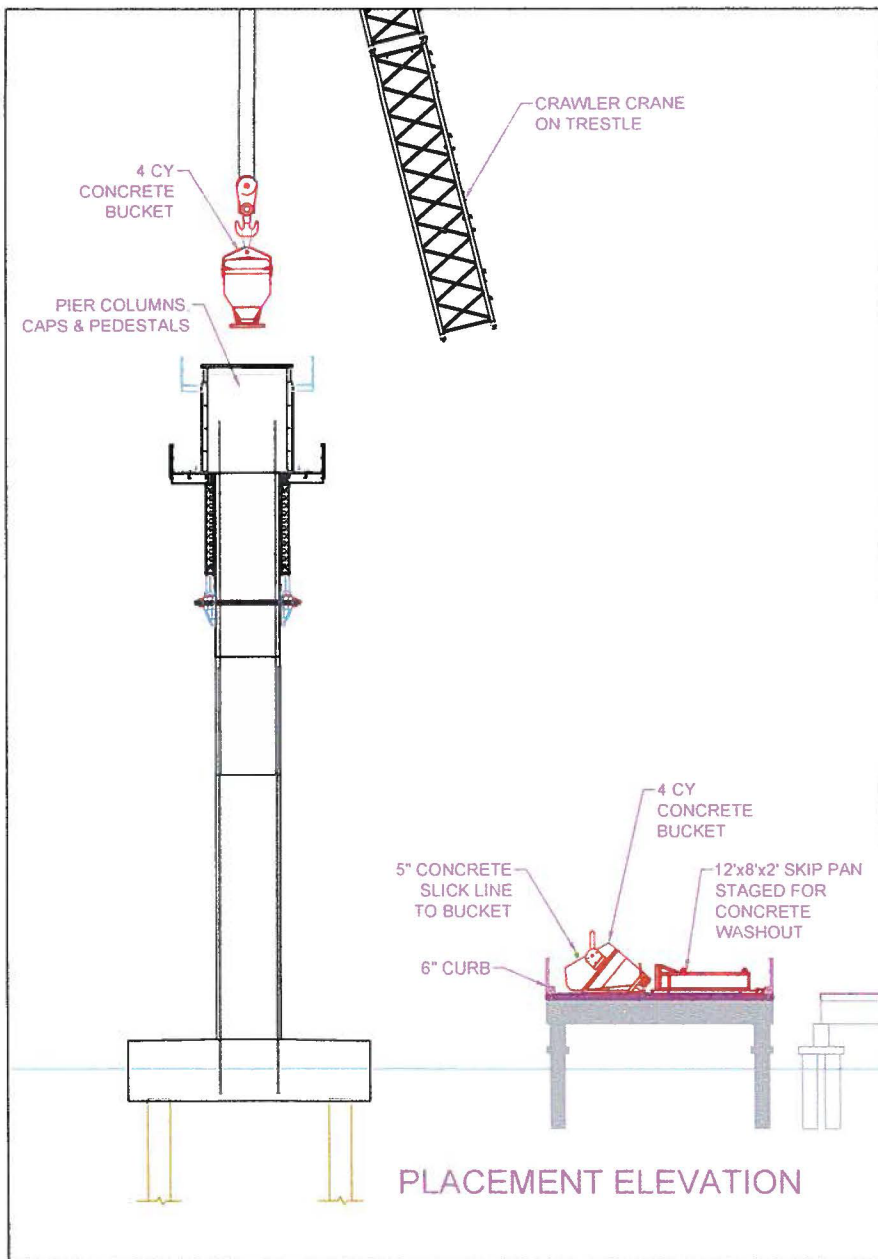 CRAWLER CRANE
ON TRESTLE
4 CY
CONCRETE
BUCKET
PIER COLUMNS,
CAPS & PEDESTALS
4 CY
CONCRETE
BUCKET
5" CONCRETE
SLICK LINE
TO BUCKET
12'x8'x2' SKIP PAN
STAGED FOR
CONCRETE
WASHOUT
6" CURB
PLACEMENT ELEVATION